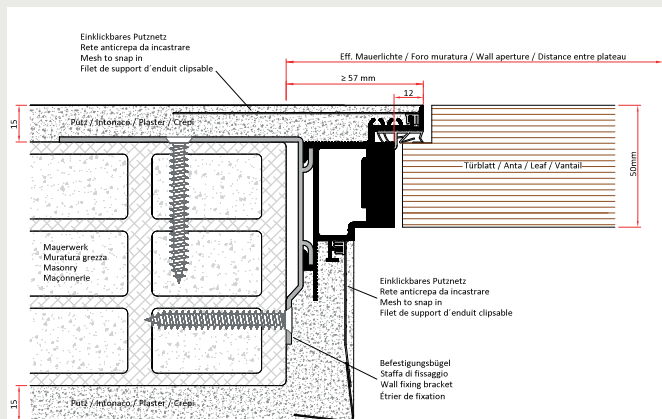 Einklickbares Putznetz
Rete anticrepa da incastrare
Mesh to snap in
Filet de support d´enduit clipsable
Eff. Mauerlichte / Foro muratura / Wall aperture / Distance entre plateau
≥ 57 mm
12
15
Putz / Intonaco / Plaster / Crépi
Türblatt / Anta / Leaf / Vantail
50mm
Mauerwerk
Muratura grezza
Masonry
Maçonnerie
Einklickbares Putznetz
Rete anticrepa da incastrare
Mesh to snap in
Filet de support d´enduit clipsable
Befestigungsbügel
Staffa di fissaggio
Wall fixing bracket
Étrier de fixation
15
Putz / Intonaco / Plaster / Crépi